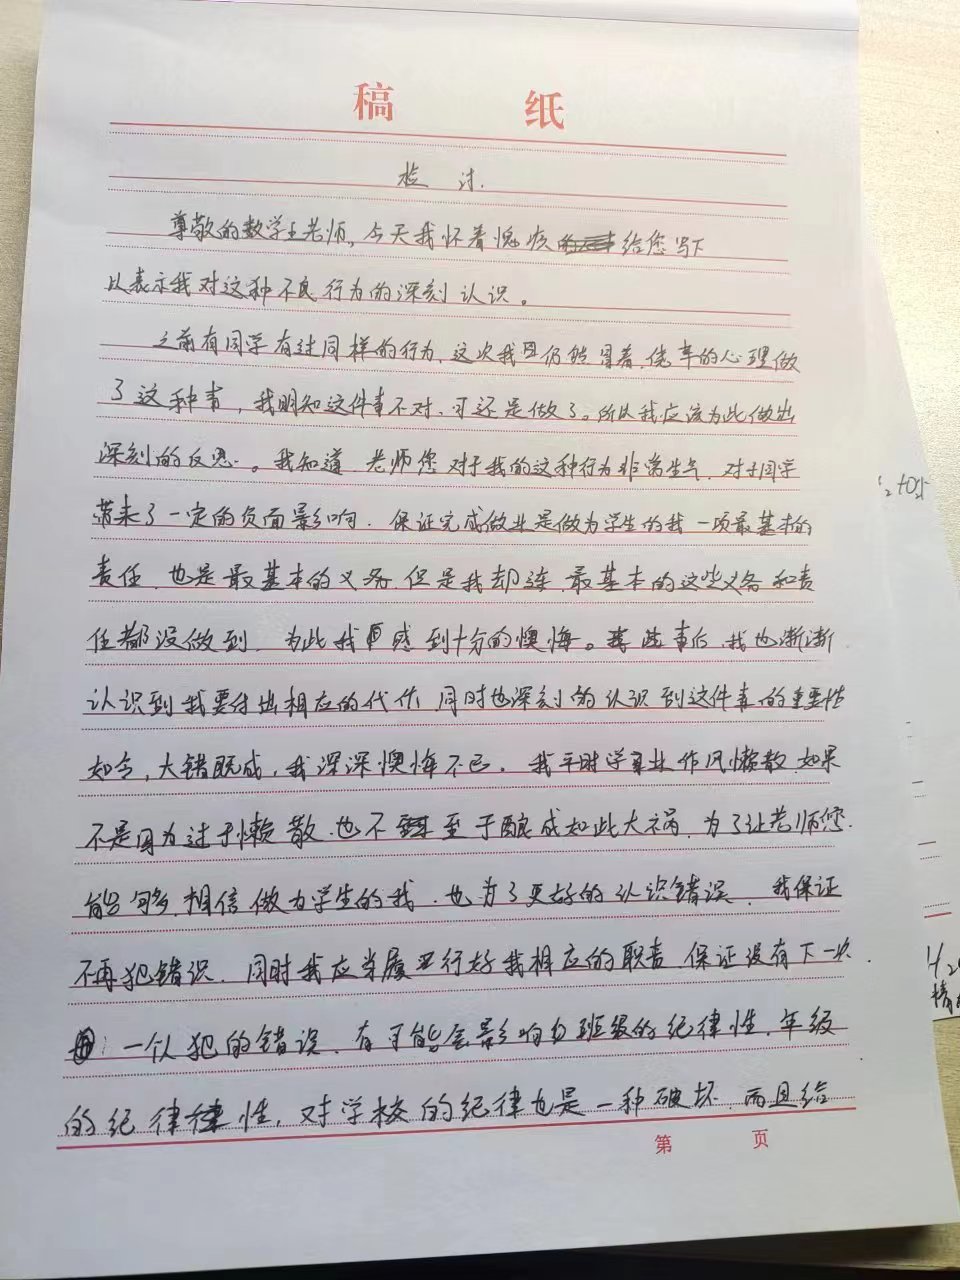 稿 纸
检 讨.
尊敬的数学王老师,今天我怀着愧疚给您写下
以表示我对这种不良行为的深刻认识。
之前有同学有过同样的行为,这次我仍然冒着,侥幸的心理做
了这种事,我明知这件事不对,可还是做了。所以我应该为此做出
深刻的反思。我知道,老师您对于我的这种行为非常生气,对于同学
带来了一定的负面影响,保证完成做业是做为学生的我一项最基本的
责任,也是最基本的义务,但是我却连,最基本的这些义务和责
任都没做到,为此我感到十分的懊悔。事后,我也渐渐
认识到我要付出相应的代价,同时也深刻的认识到这件事的重要性
如今,大错既成,我深深懊悔不已,我平时学业作风懒散,如果
不是因为过于懒散,也不至于酿成如此大祸,为了让老师您
能够,相信做为学生的我,也为了更好的认识错误,我保证
不再犯错误,同时我应当履行好我相应的职责,保证没有下一次.
一个人犯的错误,有可能会影响为班级的纪律性,年级
的纪律律性,对学校的纪律也是一种破坏,而且给
第 页